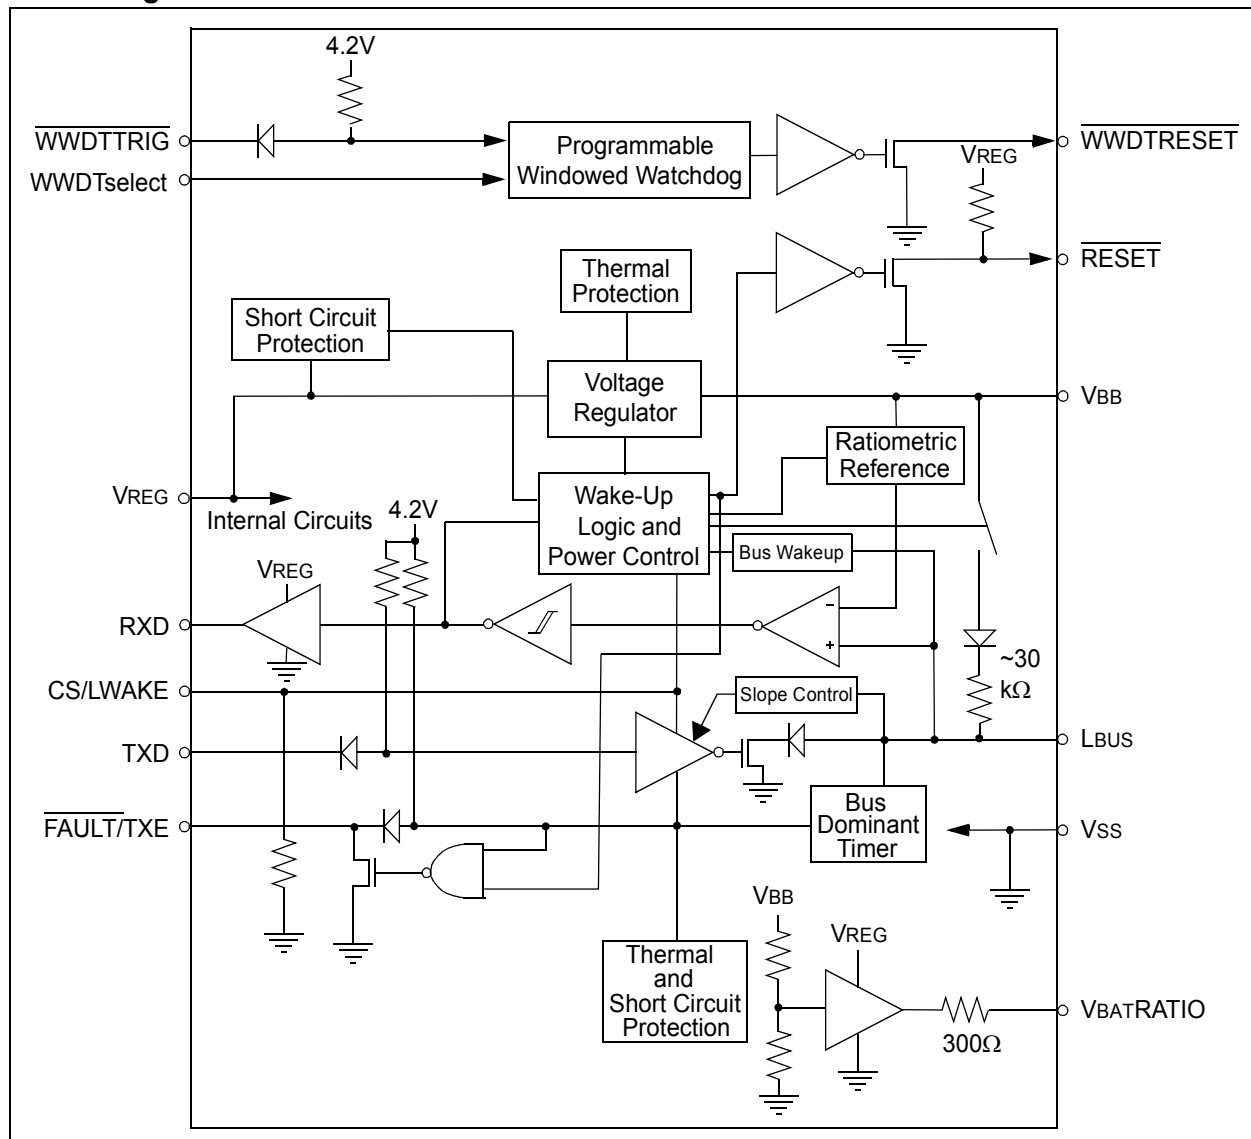 4.2V
WWDTTRIG
Programmable
Windowed Watchdog
WWDTRESET
WWDTselect
VREG
RESET
Thermal
Protection
Short Circuit
Protection
Voltage
Regulator
VBB
Ratiometric
Reference
VREG
Internal Circuits
4.2V
Wake-Up
Logic and
Power Control
Bus Wakeup
VREG
RXD
-
+
~30
kΩ
CS/LWAKE
Slope Control
TXD
LBUS
FAULT/TXE
Bus
Dominant
Timer
VSS
VBB
VREG
Thermal
and
Short Circuit
Protection
VBATRATIO
300Ω